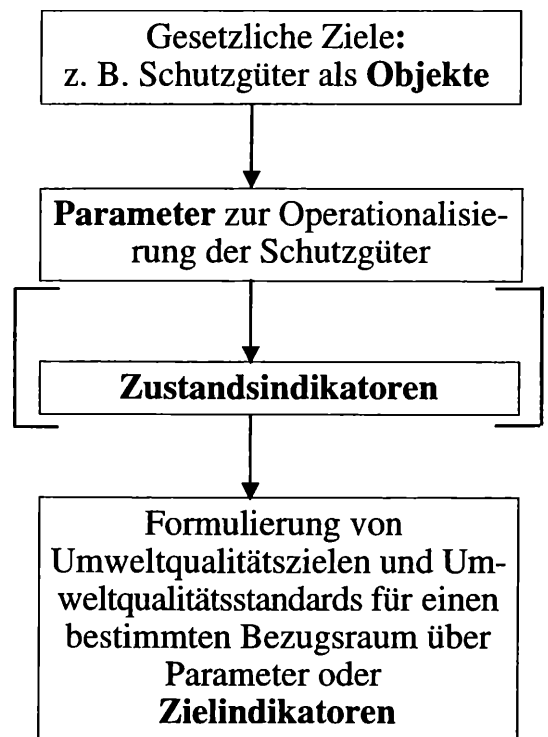 Gesetzliche Ziele:
z. B. Schutzgüter als Objekte
Parameter zur Operationalisie-
rung der Schutzgüter
Zustandsindikatoren
Formulierung von
Umweltqualitätszielen und Um-
weltqualitätsstandards für einen
bestimmten Bezugsraum über
Parameter oder
Zielindikatoren